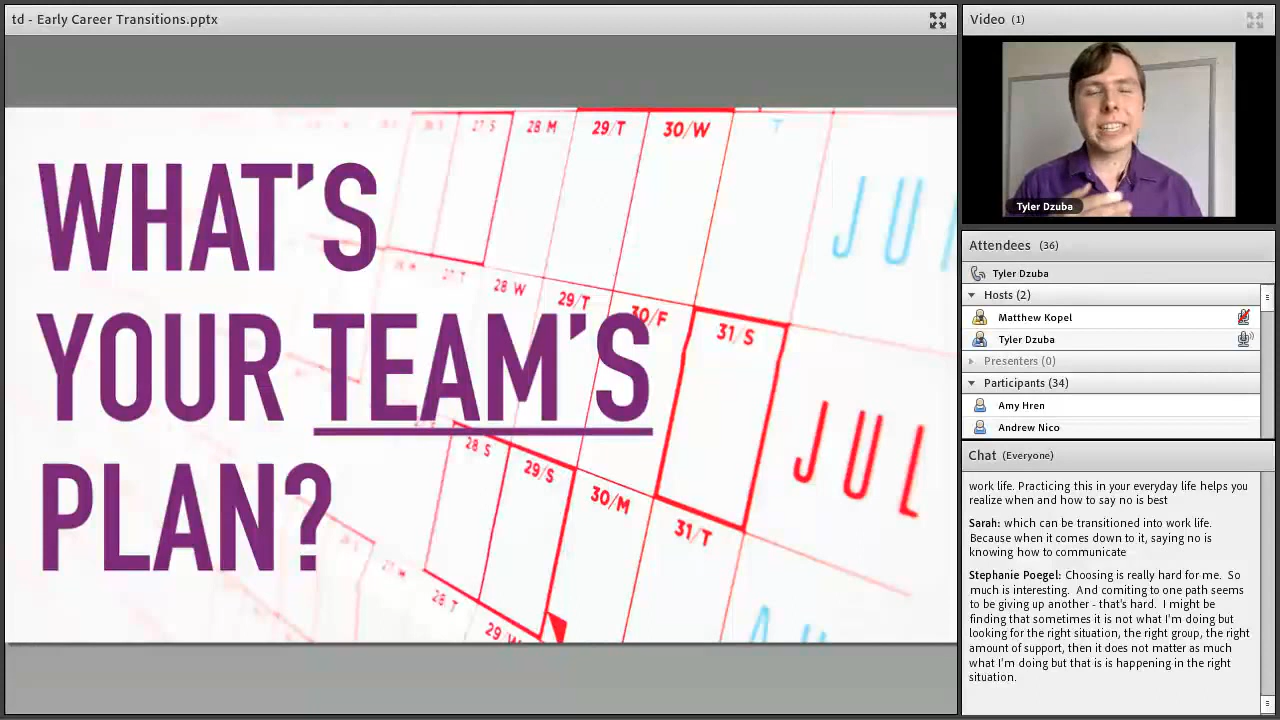 td - Early Career Transitions.pptx
WHAT'S
YOUR TEAM'S
PLAN?
27 S
28 M
29/T
30/W
T
JU
27 T
28 W
29/T
30/F
31/S
JUL
28 S
29/S
30/M
31/T
27 M
28 T
29/W
AU
Video (1)
Tyler Dzuba
Attendees (36)
Tyler Dzuba
Hosts (2)
Matthew Kopel
Tyler Dzuba
Presenters (0)
Participants (34)
Amy Hren
Andrew Nico
Chat (Everyone)
work life. Practicing this in your everyday life helps you
realize when and how to say no is best
Sarah: which can be transitioned into work life.
Because when it comes down to it, saying no is
knowing how to communicate
Stephanie Poegel: Choosing is really hard for me. So
much is interesting. And comiting to one path seems
to be giving up another - that's hard. I might be
finding that sometimes it is not what I'm doing but
looking for the right situation, the right group, the right
amount of support, then it does not matter as much
what I'm doing but that is is happening in the right
situation.